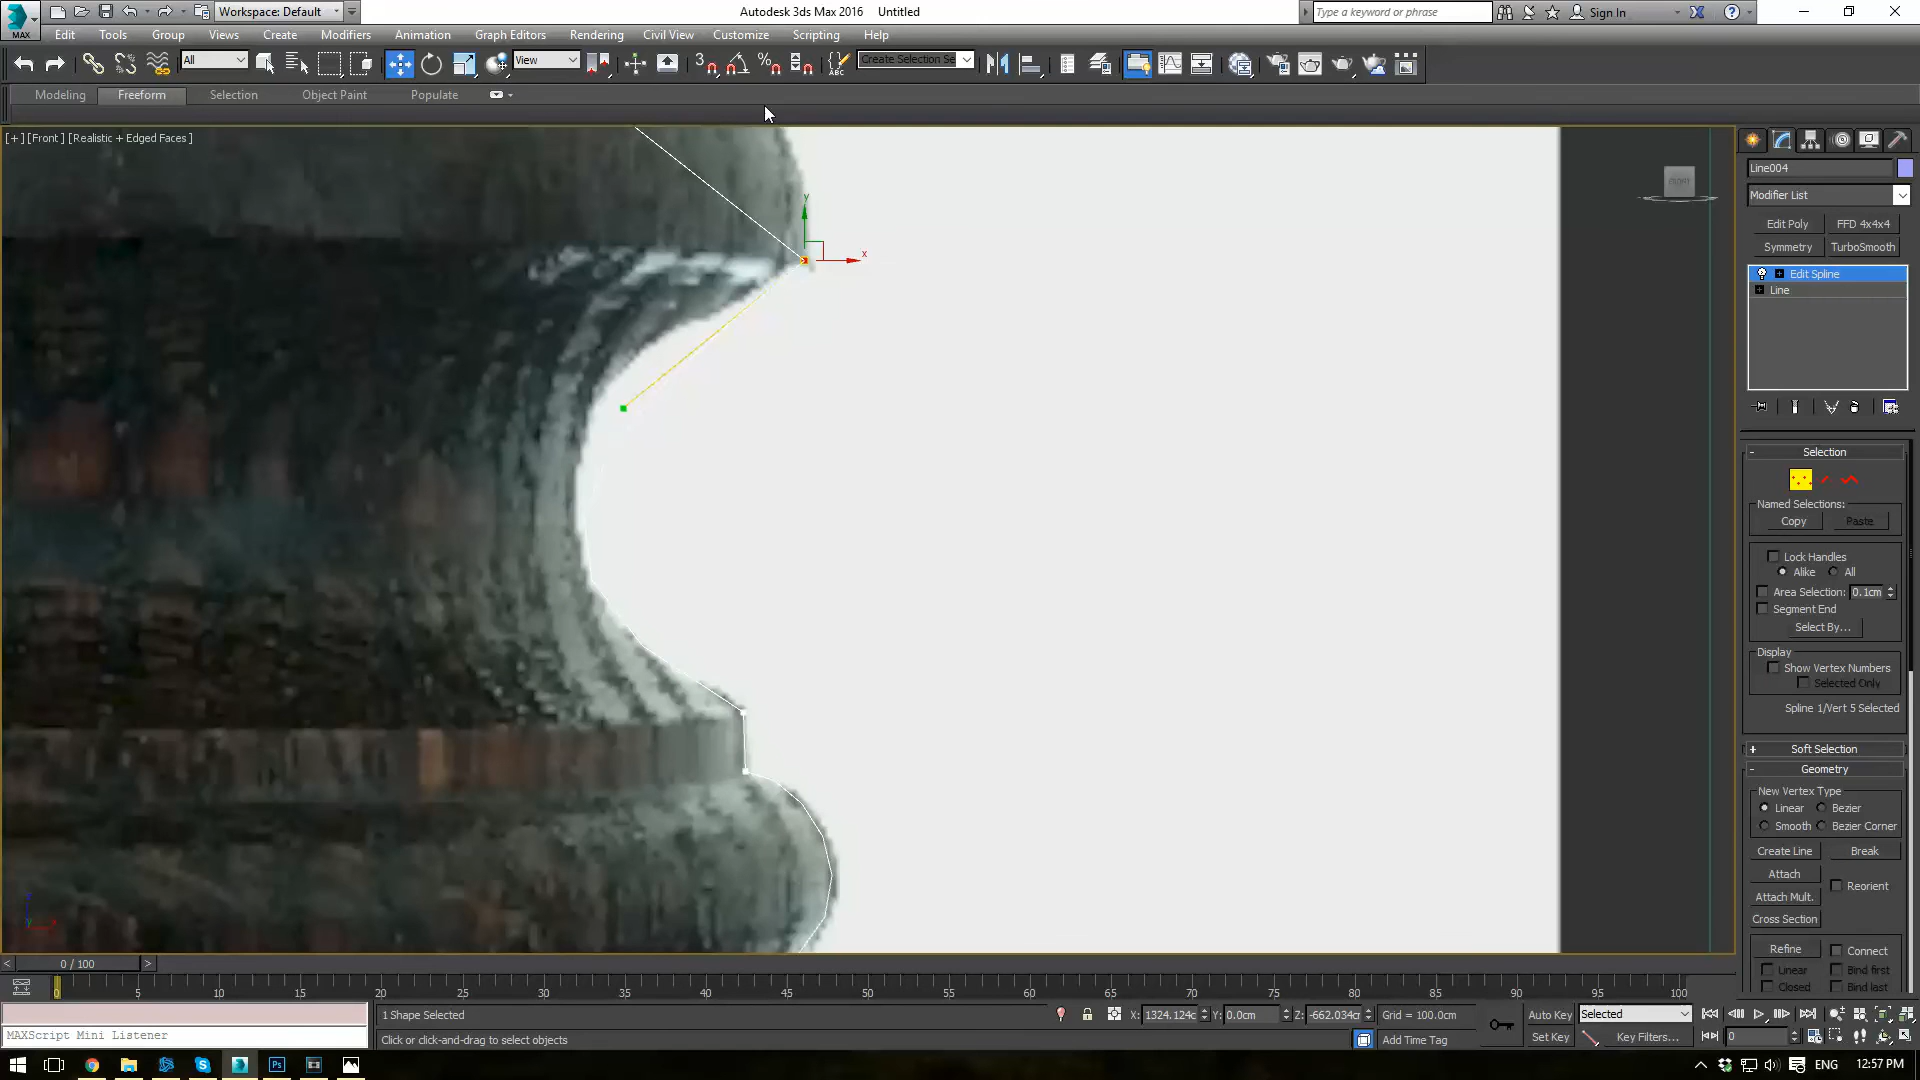 MAX
Workspace: Default
Autodesk 3ds Max 2016    Untitled
Type a keyword or phrase
Sign In
Edit Tools Group Views Create Modifiers Animation Graph Editors Rendering Civil View Customize Scripting Help
All
View
3
ABC
Create Selection Se
Modeling Freeform Selection Object Paint Populate
[+] [Front] [Realistic + Edged Faces]
FRONT
y
x
Line004
Modifier List
Edit Poly FFD 4x4x4
Symmetry TurboSmooth
Edit Spline
Line
- Selection
Named Selections:
Copy Paste
Lock Handles
Alike All
Area Selection: 0.1cm
Segment End
Select By...
Display
Show Vertex Numbers
Selected Only
Spline 1/Vert 5 Selected
+ Soft Selection
- Geometry
New Vertex Type
Linear Bezier
Smooth Bezier Corner
Create Line Break
Attach
Reorient
Attach Mult.
Cross Section
Refine Connect
Linear Bind first
Closed Bind last
< 0 / 100 >
0 5 10 15 20 25 30 35 40 45 50 55 60 65 70 75 80 85 90 95 100
1 Shape Selected
X: 1324.124c Y: 0.0cm Z: -662.034cr Grid = 100.0cm
Auto Key Selected
MAXScript Mini Listener
Click or click-and-drag to select objects
Add Time Tag
Set Key Key Filters... 0
ENG 12:57 PM